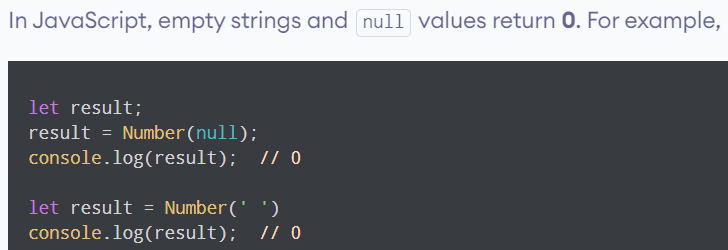 In JavaScript, empty strings and null values return 0. For example,
let result;
result = Number(null);
console.log(result);  // 0
let result = Number(' ')
console.log(result);  // 0